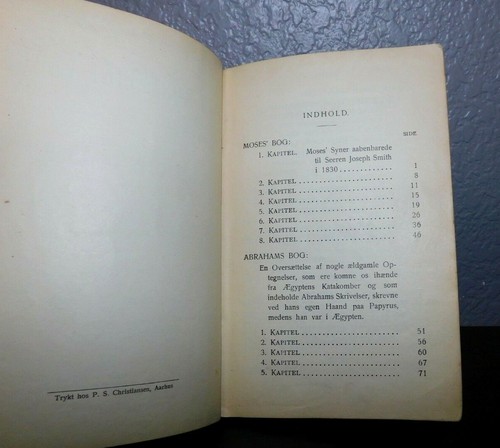 Trykt hos P. S. Christiansen, Aarhus
INDHOLD.
SIDE.
MOSES' BOG:
1. KAPITEL. Moses' Syner aabenbarede
til Seeren Joseph Smith
i 1830 ............ 1
2. KAPITEL ........................ 8
3. KAPITEL ........................ 11
4. KAPITEL ........................ 15
5. KAPITEL ........................ 19
6. KAPITEL ........................ 26
7. KAPITEL ........................ 36
8. KAPITEL ........................ 46
ABRAHAMS BOG:
En Oversættelse af nogle ældgamle Op-
tegnelser, som ere komne os ihænde
fra Ægyptens Katakomber og som
indeholde Abrahams Skrivelser, skrevne
ved hans egen Haand paa Papyrus,
medens han var i Ægypten.
1. KAPITEL ........................ 51
2. KAPITEL ........................ 56
3. KAPITEL ........................ 60
4. KAPITEL ........................ 67
5. KAPITEL ........................ 71